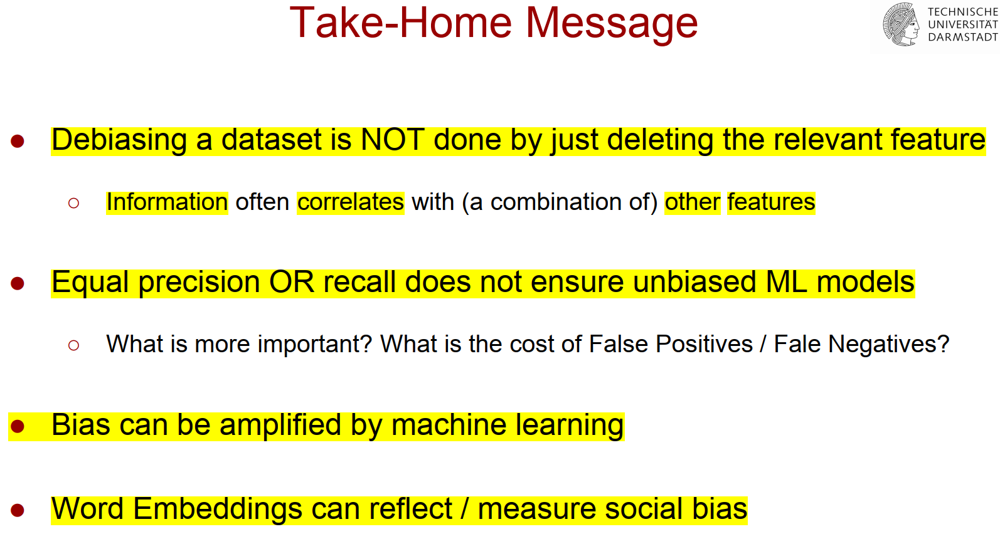 Take-Home Message
TECHNISCHE
UNIVERSITÄT
DARMSTADT
● Debiasing a dataset is NOT done by just deleting the relevant feature
○ Information often correlates with (a combination of) other features
● Equal precision OR recall does not ensure unbiased ML models
○ What is more important? What is the cost of False Positives / Fale Negatives?
● Bias can be amplified by machine learning
● Word Embeddings can reflect / measure social bias